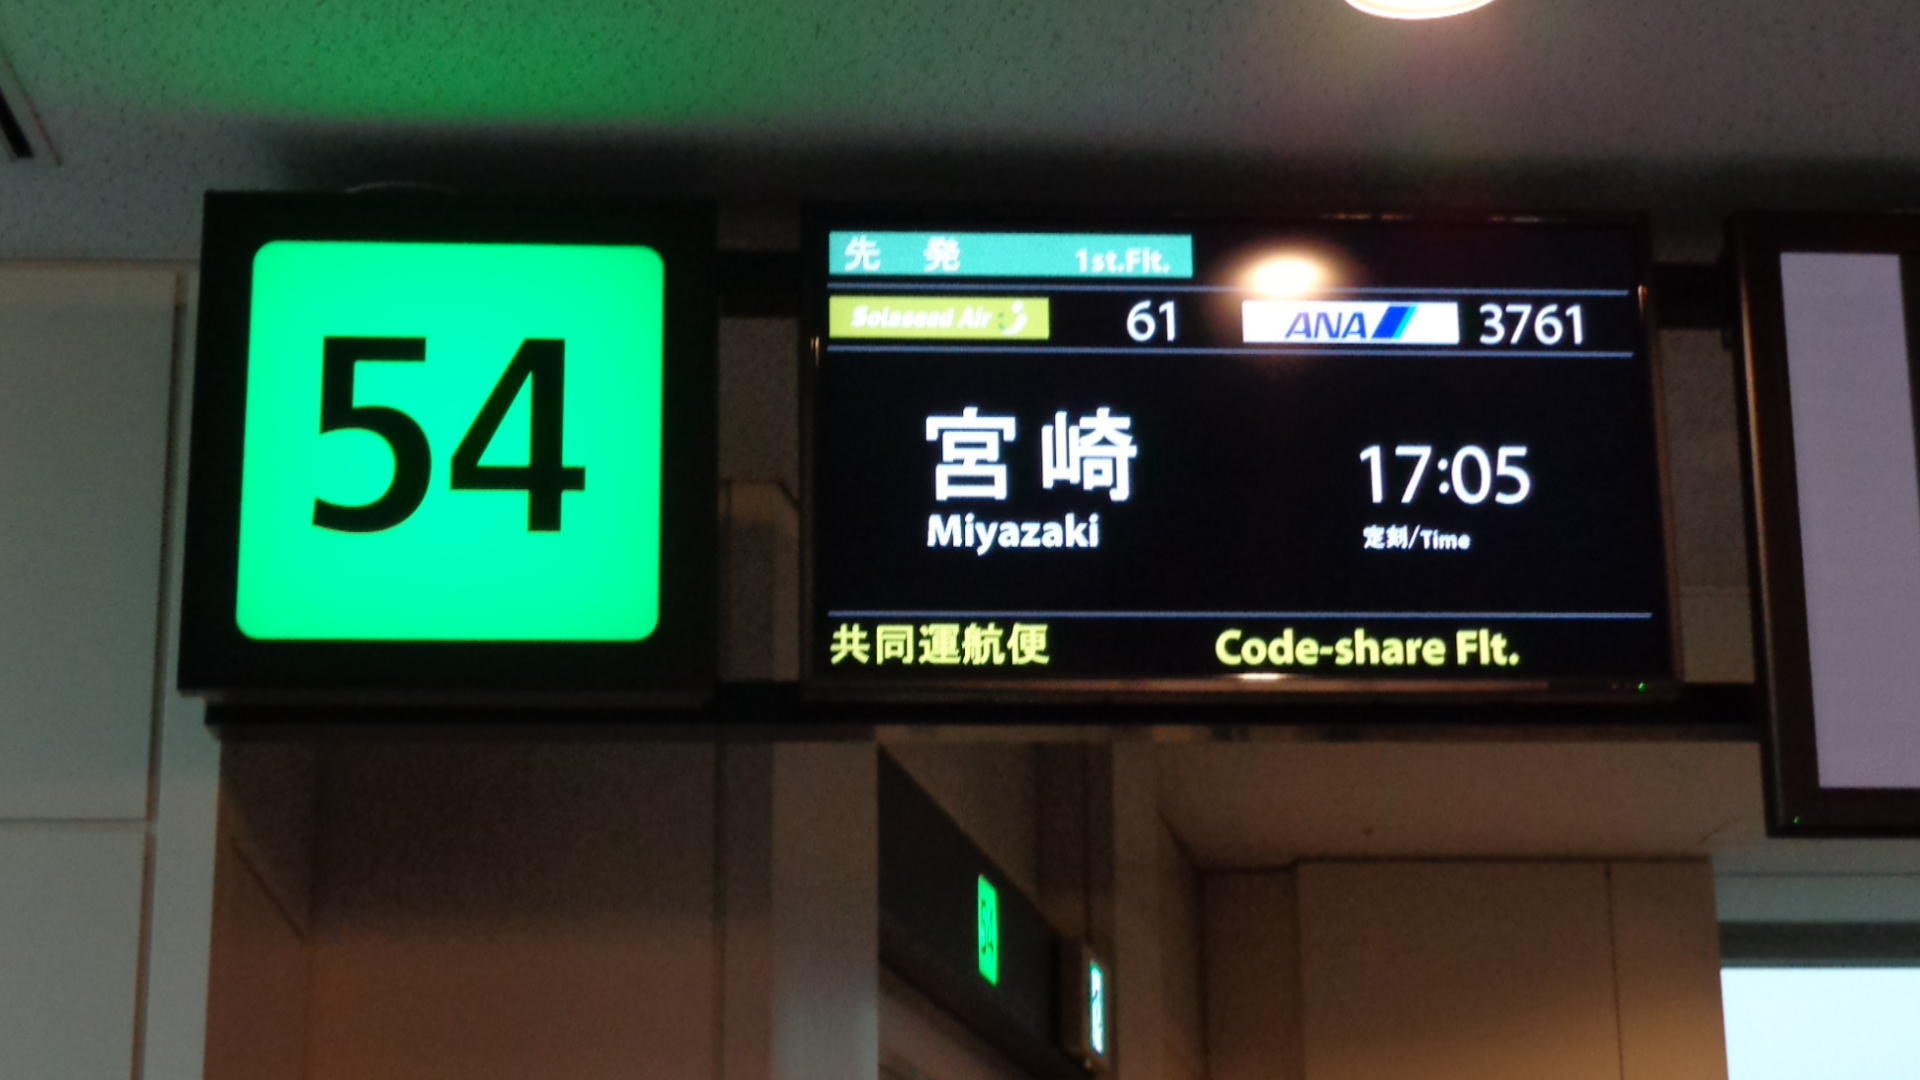 54
先 発 1st.Flt.
Solaseed Air 61 ANA 3761
宮崎 17:05
Miyazaki 定刻/Time
共同運航便 Code-share Flt.
54